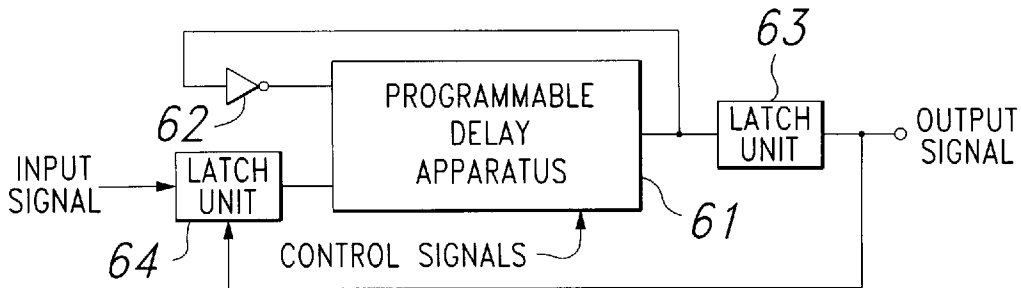 63
PROGRAMMABLE
DELAY
APPARATUS
62
LATCH
UNIT
OUTPUT
SIGNAL
INPUT
SIGNAL
LATCH
UNIT
61
64
CONTROL SIGNALS